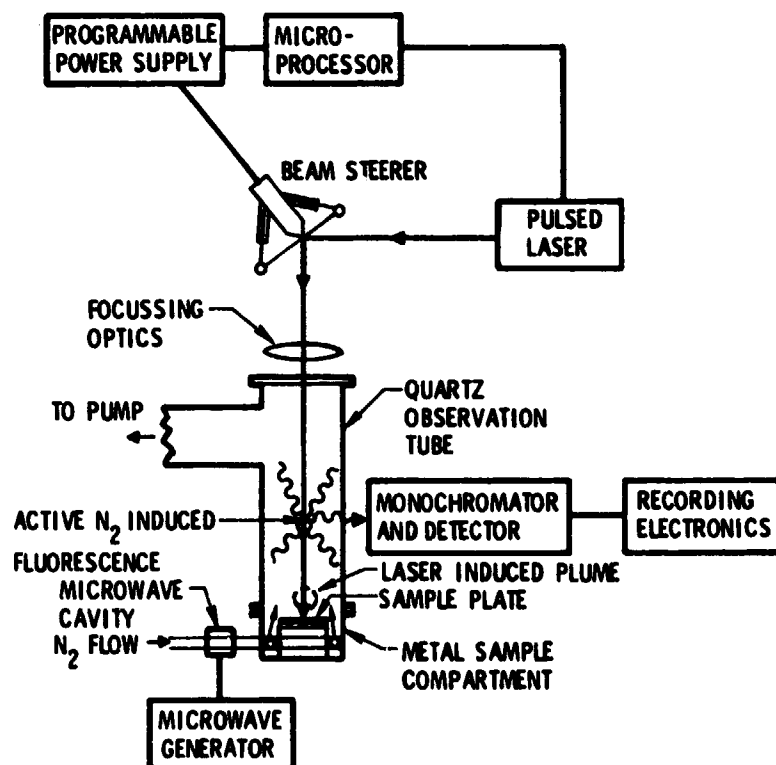 PROGRAMMABLE
POWER SUPPLY
MICRO-
PROCESSOR
BEAM STEERER
PULSED
LASER
FOCUSSING
OPTICS
QUARTZ
OBSERVATION
TUBE
TO PUMP
ACTIVE N2 INDUCED
FLUORESCENCE
MONOCHROMATOR
AND DETECTOR
RECORDING
ELECTRONICS
LASER INDUCED PLUME
SAMPLE PLATE
MICROWAVE
CAVITY
N2 FLOW
METAL SAMPLE
COMPARTMENT
MICROWAVE
GENERATOR